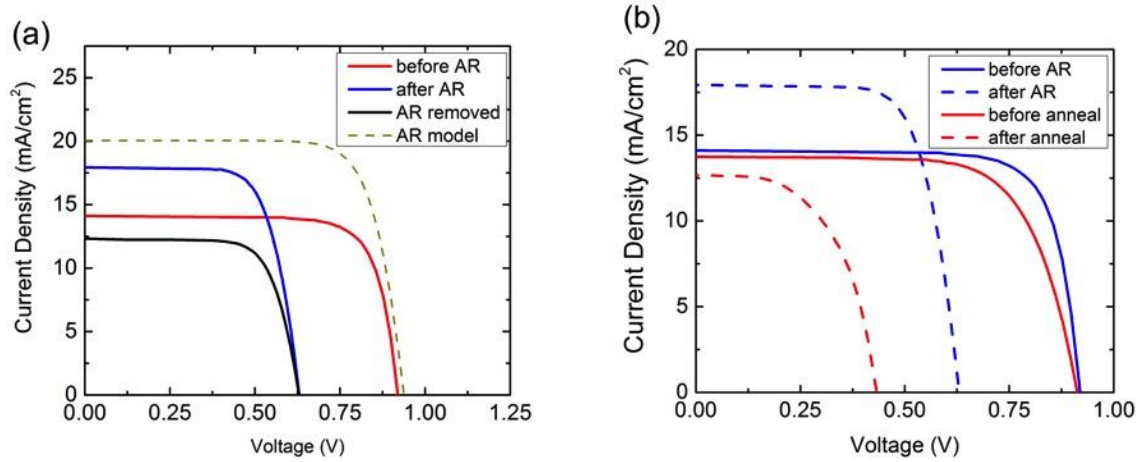 (a)
25
20
15
10
5
0
Current Density (mA/cm²)
before AR
after AR
AR removed
AR model
0.00 0.25 0.50 0.75 1.00 1.25
Voltage (V)
(b)
20
15
10
5
0
Current Density (mA/cm²)
before AR
after AR
before anneal
after anneal
0.00 0.25 0.50 0.75 1.00
Voltage (V)